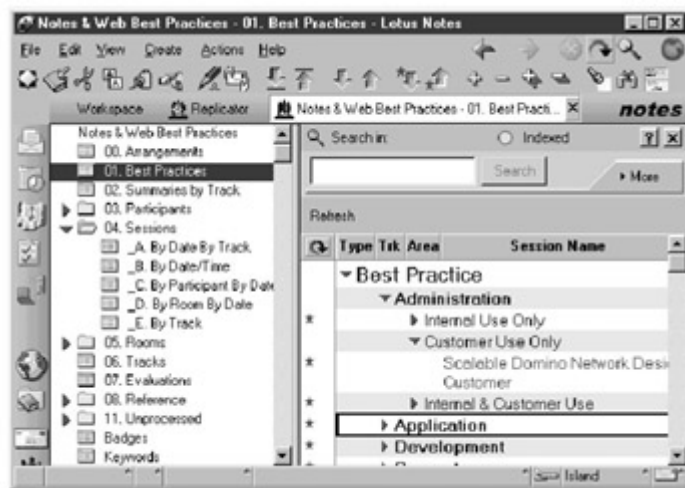 Notes & Web Best Practices - 01. Best Practices - Lotus Notes
File Edit View Create Actions Help
Workspace Replicator Notes & Web Best Practices - 01. Best Practi... notes
Notes & Web Best Practices
00. Arrangements
01. Best Practices
02. Summaries by Track
03. Participants
04. Sessions
_A. By Date By Track
_B. By Date/Time
_C. By Participant By Date
_D. By Room By Date
_E. By Track
05. Rooms
06. Tracks
07. Evaluations
08. Reference
11. Unprocessed
Badges
Keywords
Search in: Indexed
Search More
Refresh
Type Trk Area Session Name
Best Practice
Administration
Internal Use Only
Customer Use Only
Scalable Domino Network Desi
Customer
Internal & Customer Use
Application
Development
Island